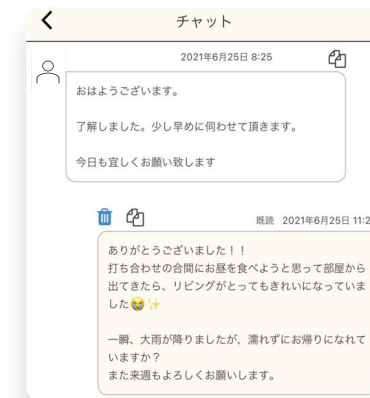 チャット
2021年6月25日 8:25
おはようございます。
了解しました。少し早めに伺わせて頂きます。
今日も宜しくお願い致します
既読 2021年6月25日 11:2
ありがとうございました！！
打ち合わせの合間にお昼を食べようと思って部屋から
出てきたら、リビングがとってもきれいになっていま
した😭✨
一瞬、大雨が降りましたが、濡れずにお帰りになれて
いますか？
また来週もよろしくお願いします。